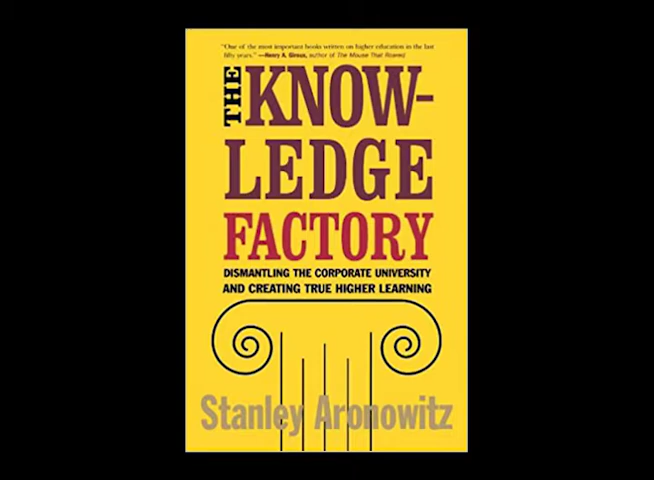 "One of the most important books written on higher education in the last
fifty years." —Henry A. Giroux, author of The Mouse That Roared
THE KNOW-
LEDGE
FACTORY
DISMANTLING THE CORPORATE UNIVERSITY
AND CREATING TRUE HIGHER LEARNING
Stanley Aronowitz